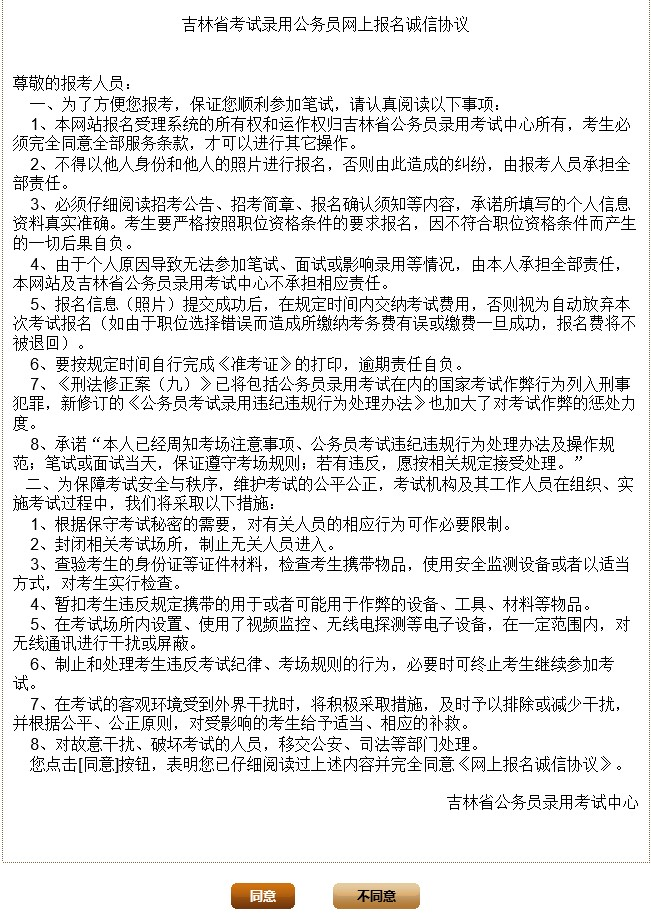 吉林省考试录用公务员网上报名诚信协议
尊敬的报考人员：
一、为了方便您报考，保证您顺利参加笔试，请认真阅读以下事项：
1、本网站报名受理系统的所有权和运作权归吉林省公务员录用考试中心所有，考生必
须完全同意全部服务条款，才可以进行其它操作。
2、不得以他人身份和他人的照片进行报名，否则由此造成的纠纷，由报考人员承担全
部责任。
3、必须仔细阅读招考公告、招考简章、报名确认须知等内容，承诺所填写的个人信息
资料真实准确。考生要严格按照职位资格条件的要求报名，因不符合职位资格条件而产生
的一切后果自负。
4、由于个人原因导致无法参加笔试、面试或影响录用等情况，由本人承担全部责任，
本网站及吉林省公务员录用考试中心不承担相应责任。
5、报名信息（照片）提交成功后，在规定时间内交纳考试费用，否则视为自动放弃本
次考试报名（如由于职位选择错误而造成所缴纳考务费有误或缴费一旦成功，报名费将不
被退回）。
6、要按规定时间自行完成《准考证》的打印，逾期责任自负。
7、《刑法修正案（九）》已将包括公务员录用考试在内的国家考试作弊行为列入刑事
犯罪，新修订的《公务员考试录用违纪违规行为处理办法》也加大了对考试作弊的惩处力
度。
8、承诺“本人已经周知考场注意事项、公务员考试违纪违规行为处理办法及操作规
范；笔试或面试当天，保证遵守考场规则；若有违反，愿按相关规定接受处理。”
二、为保障考试安全与秩序，维护考试的公平公正，考试机构及其工作人员在组织、实
施考试过程中，我们将采取以下措施：
1、根据保守考试秘密的需要，对有关人员的相应行为可作必要限制。
2、封闭相关考试场所，制止无关人员进入。
3、查验考生的身份证等证件材料，检查考生携带物品，使用安全监测设备或者以适当
方式，对考生实行检查。
4、暂扣考生违反规定携带的用于或者可能用于作弊的设备、工具、材料等物品。
5、在考试场所内设置、使用了视频监控、无线电探测等电子设备，在一定范围内，对
无线通讯进行干扰或屏蔽。
6、制止和处理考生违反考试纪律、考场规则的行为，必要时可终止考生继续参加考
试。
7、在考试的客观环境受到外界干扰时，将积极采取措施，及时予以排除或减少干扰，
并根据公平、公正原则，对受影响的考生给予适当、相应的补救。
8、对故意干扰、破坏考试的人员，移交公安、司法等部门处理。
您点击[同意]按钮，表明您已仔细阅读过上述内容并完全同意《网上报名诚信协议》。
吉林省公务员录用考试中心
同意 不同意